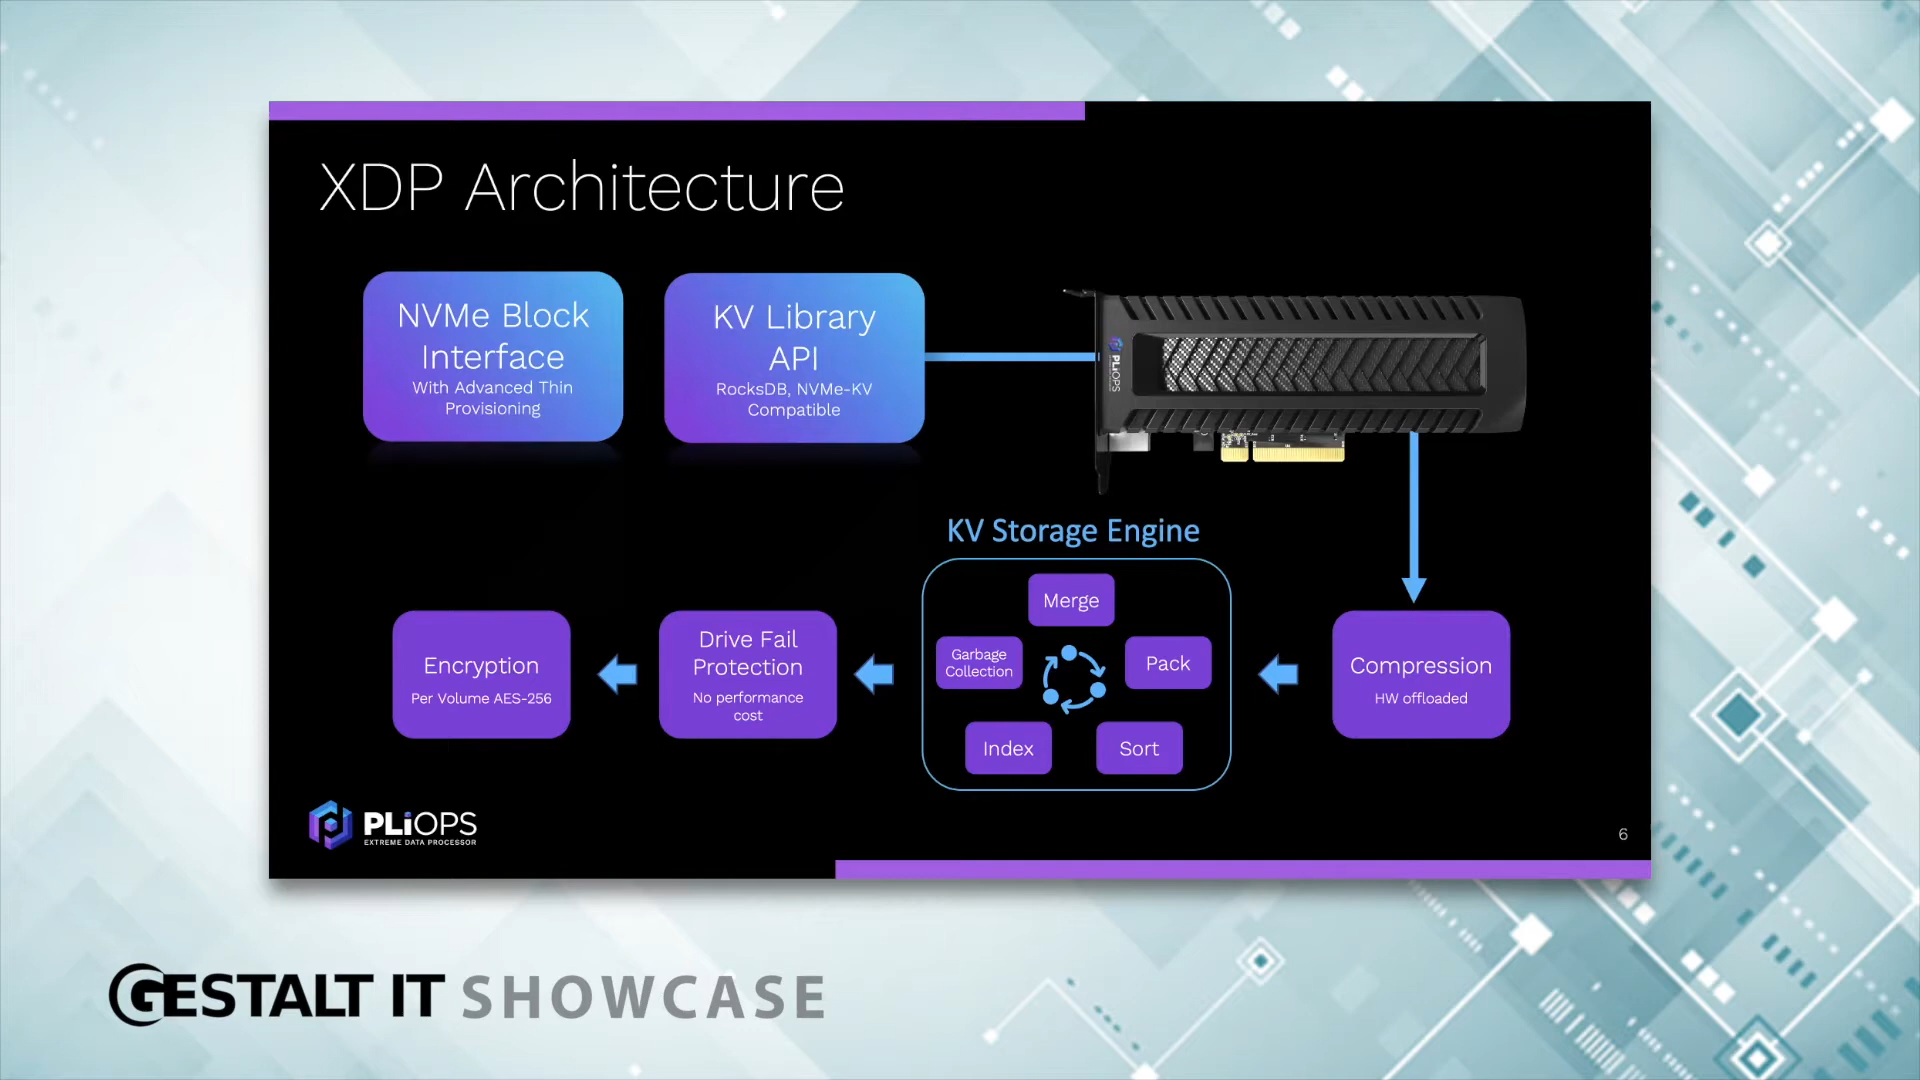 XDP Architecture
NVMe Block
Interface
With Advanced Thin
Provisioning
KV Library
API
RocksDB, NVMe-KV
Compatible
PLiOPS
KV Storage Engine
Merge
Garbage
Collection
Pack
Index
Sort
Encryption
Per Volume AES-256
Drive Fail
Protection
No performance
cost
Compression
HW offloaded
PLiOPS
EXTREME DATA PROCESSOR
6
GESTALT IT SHOWCASE